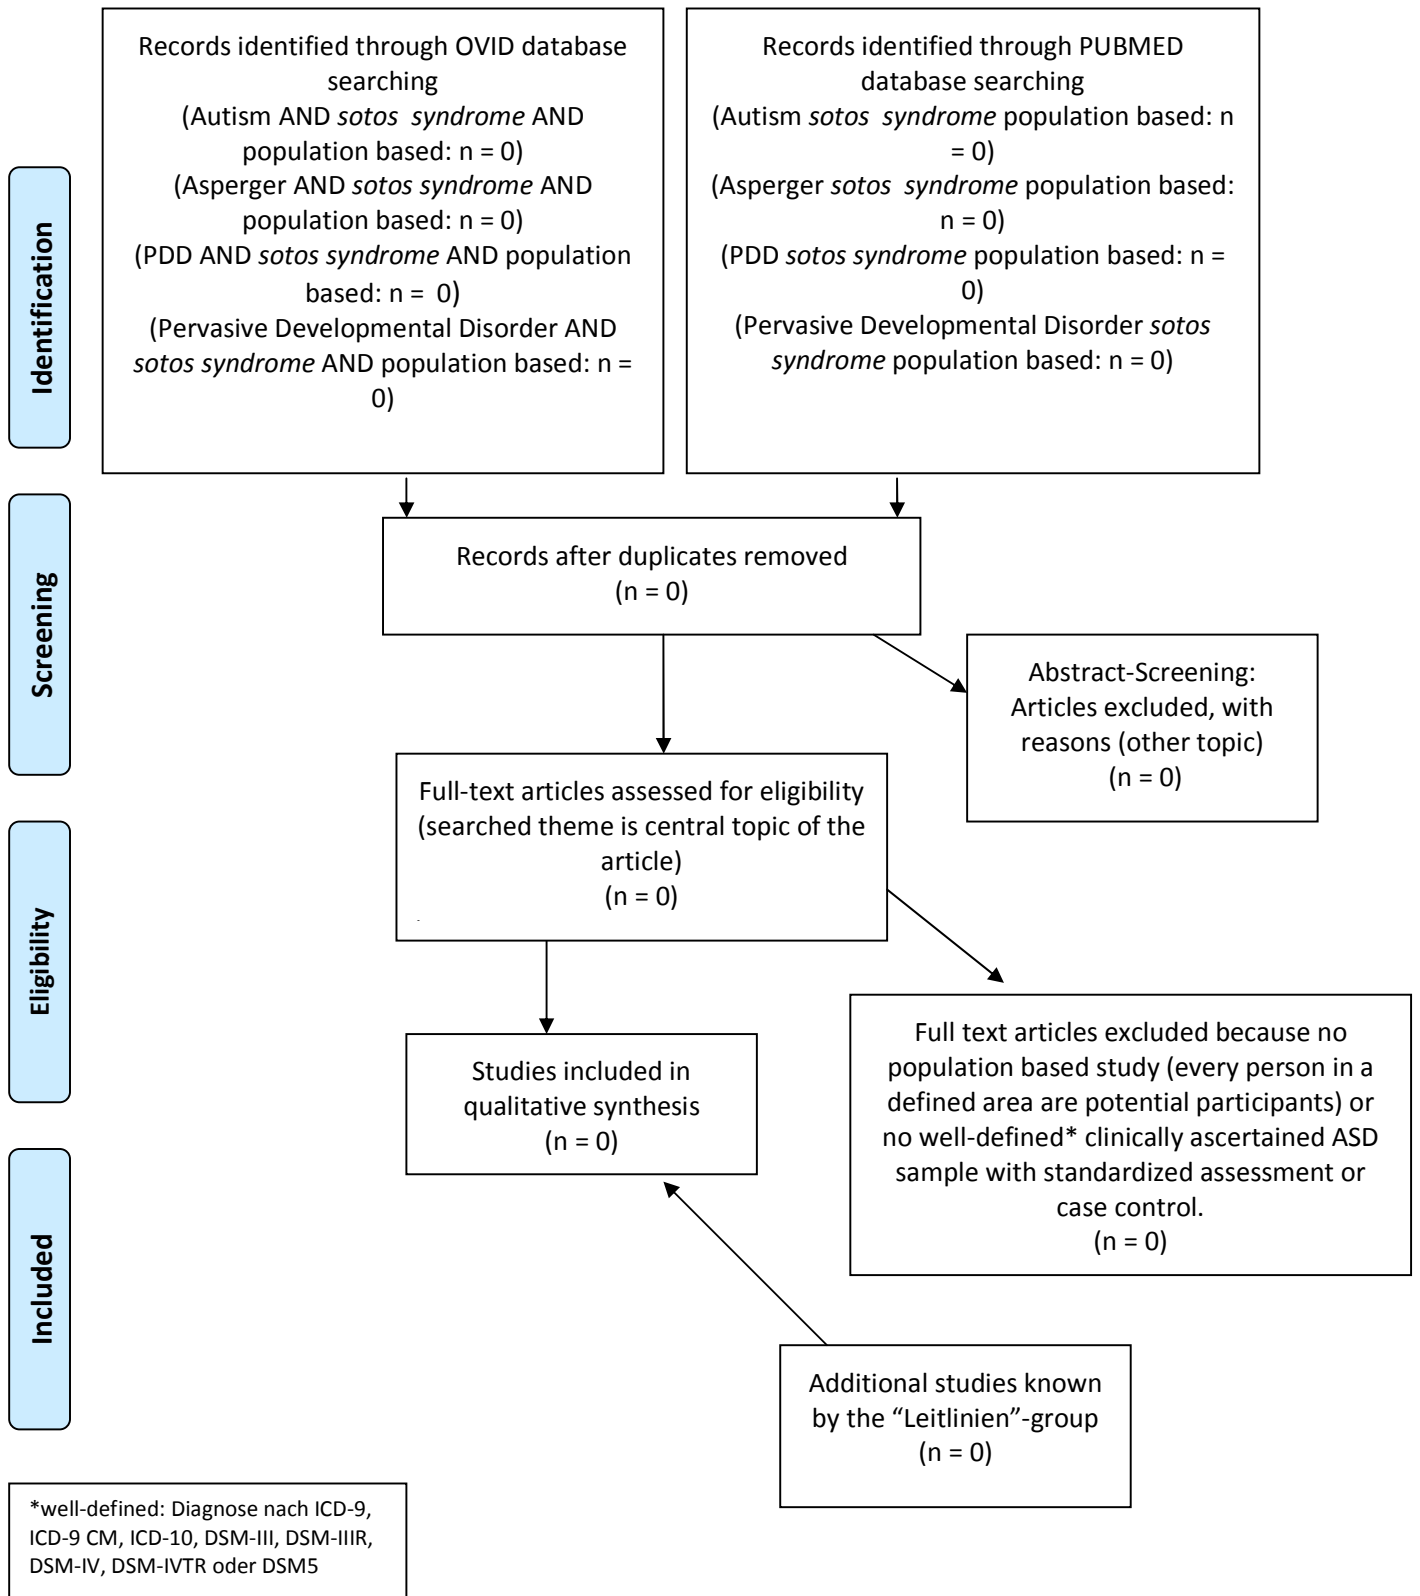 Records identified through OVID database
searching
(Autism AND sotos syndrome AND
population based: n = 0)
(Asperger AND sotos syndrome AND
population based: n = 0)
(PDD AND sotos syndrome AND population
based: n = 0)
(Pervasive Developmental Disorder AND
sotos syndrome AND population based: n =
0)
Records identified through PUBMED
database searching
(Autism sotos syndrome population based: n
= 0)
(Asperger sotos syndrome population based:
n = 0)
(PDD sotos syndrome population based: n =
0)
(Pervasive Developmental Disorder sotos
syndrome population based: n = 0)
Identification
Records after duplicates removed
(n = 0)
Screening
Abstract-Screening:
Articles excluded, with
reasons (other topic)
(n = 0)
Full-text articles assessed for eligibility
(searched theme is central topic of the
article)
(n = 0)
Eligibility
Full text articles excluded because no
population based study (every person in a
defined area are potential participants) or
no well-defined* clinically ascertained ASD
sample with standardized assessment or
case control.
(n = 0)
Studies included in
qualitative synthesis
(n = 0)
Included
Additional studies known
by the “Leitlinien”-group
(n = 0)
*well-defined: Diagnose nach ICD-9,
ICD-9 CM, ICD-10, DSM-III, DSM-IIIR,
DSM-IV, DSM-IVTR oder DSM5